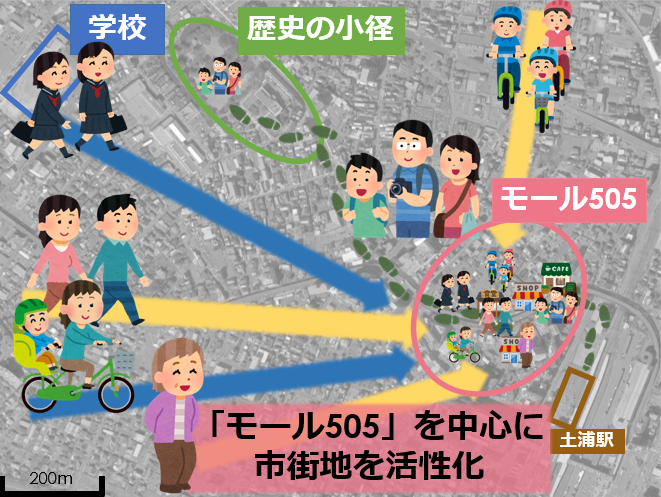 学校
歴史の小径
モール505
CAFE
SHOP
SHO
「モール505」を中心に
市街地を活性化
土浦駅
200m